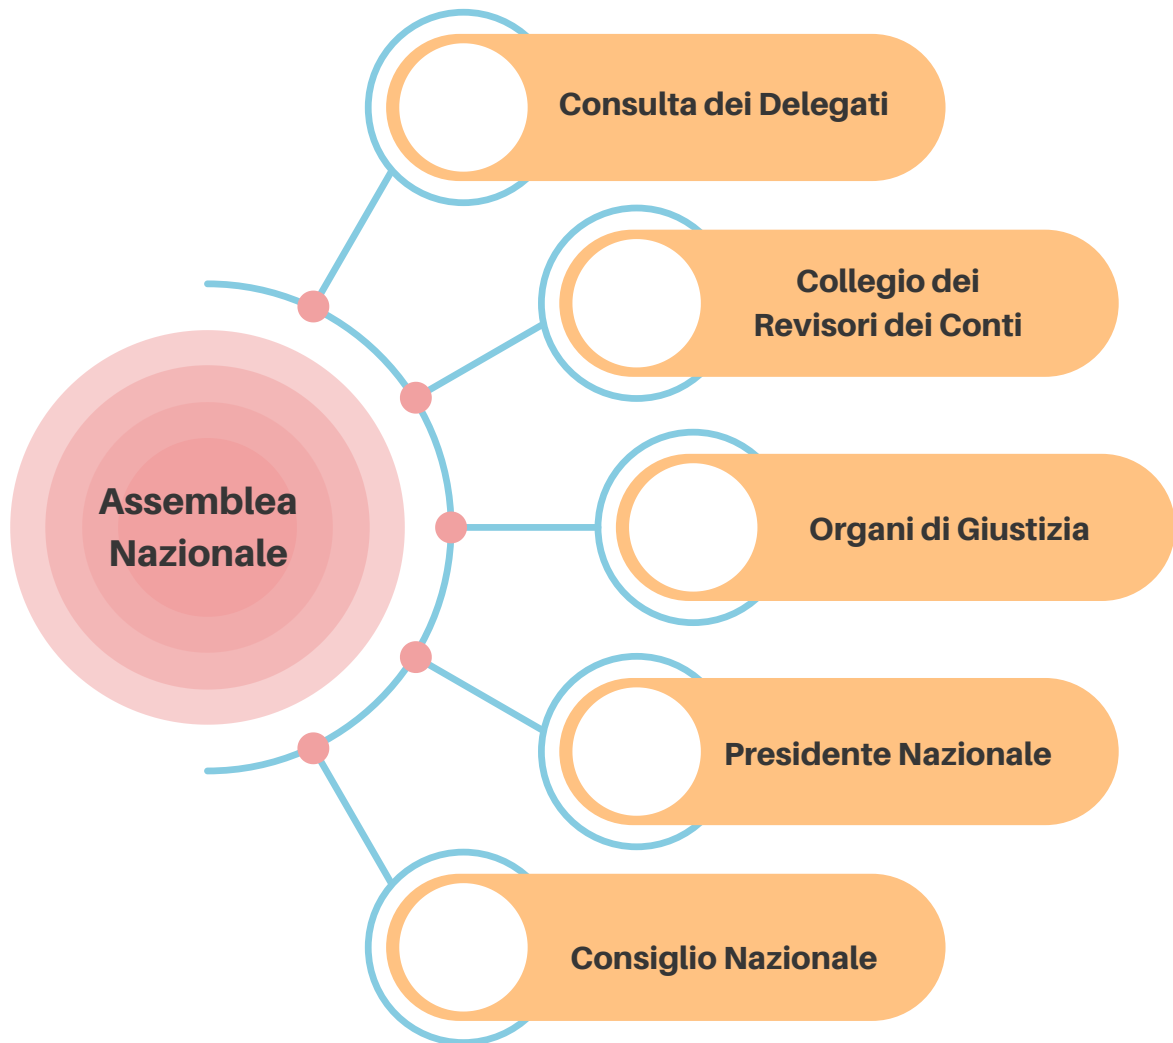 Consulta dei Delegati
Collegio dei
Revisori dei Conti
Assemblea
Nazionale
Organi di Giustizia
Presidente Nazionale
Consiglio Nazionale